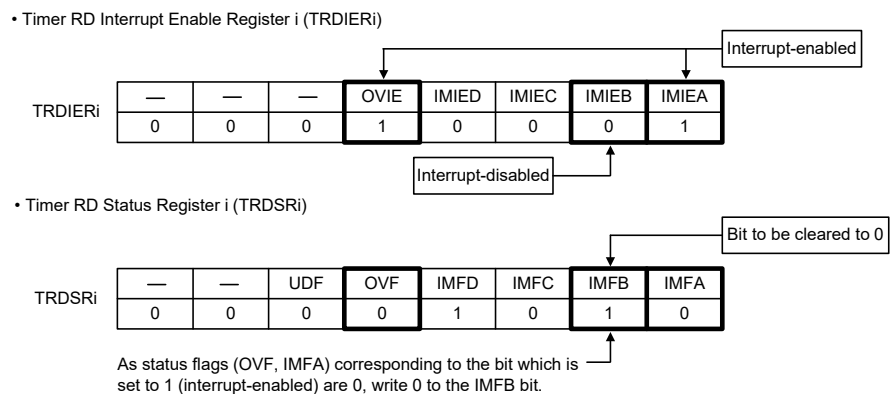 • Timer RD Interrupt Enable Register i (TRDIERi)
Interrupt-enabled
TRDIERi
— — — OVIE IMIED IMIEC IMIEB IMIEA
0 0 0 1 0 0 0 1
Interrupt-disabled
• Timer RD Status Register i (TRDSRi)
Bit to be cleared to 0
TRDSRi
— — UDF OVF IMFD IMFC IMFB IMFA
0 0 0 0 1 0 1 0
As status flags (OVF, IMFA) corresponding to the bit which is
set to 1 (interrupt-enabled) are 0, write 0 to the IMFB bit.